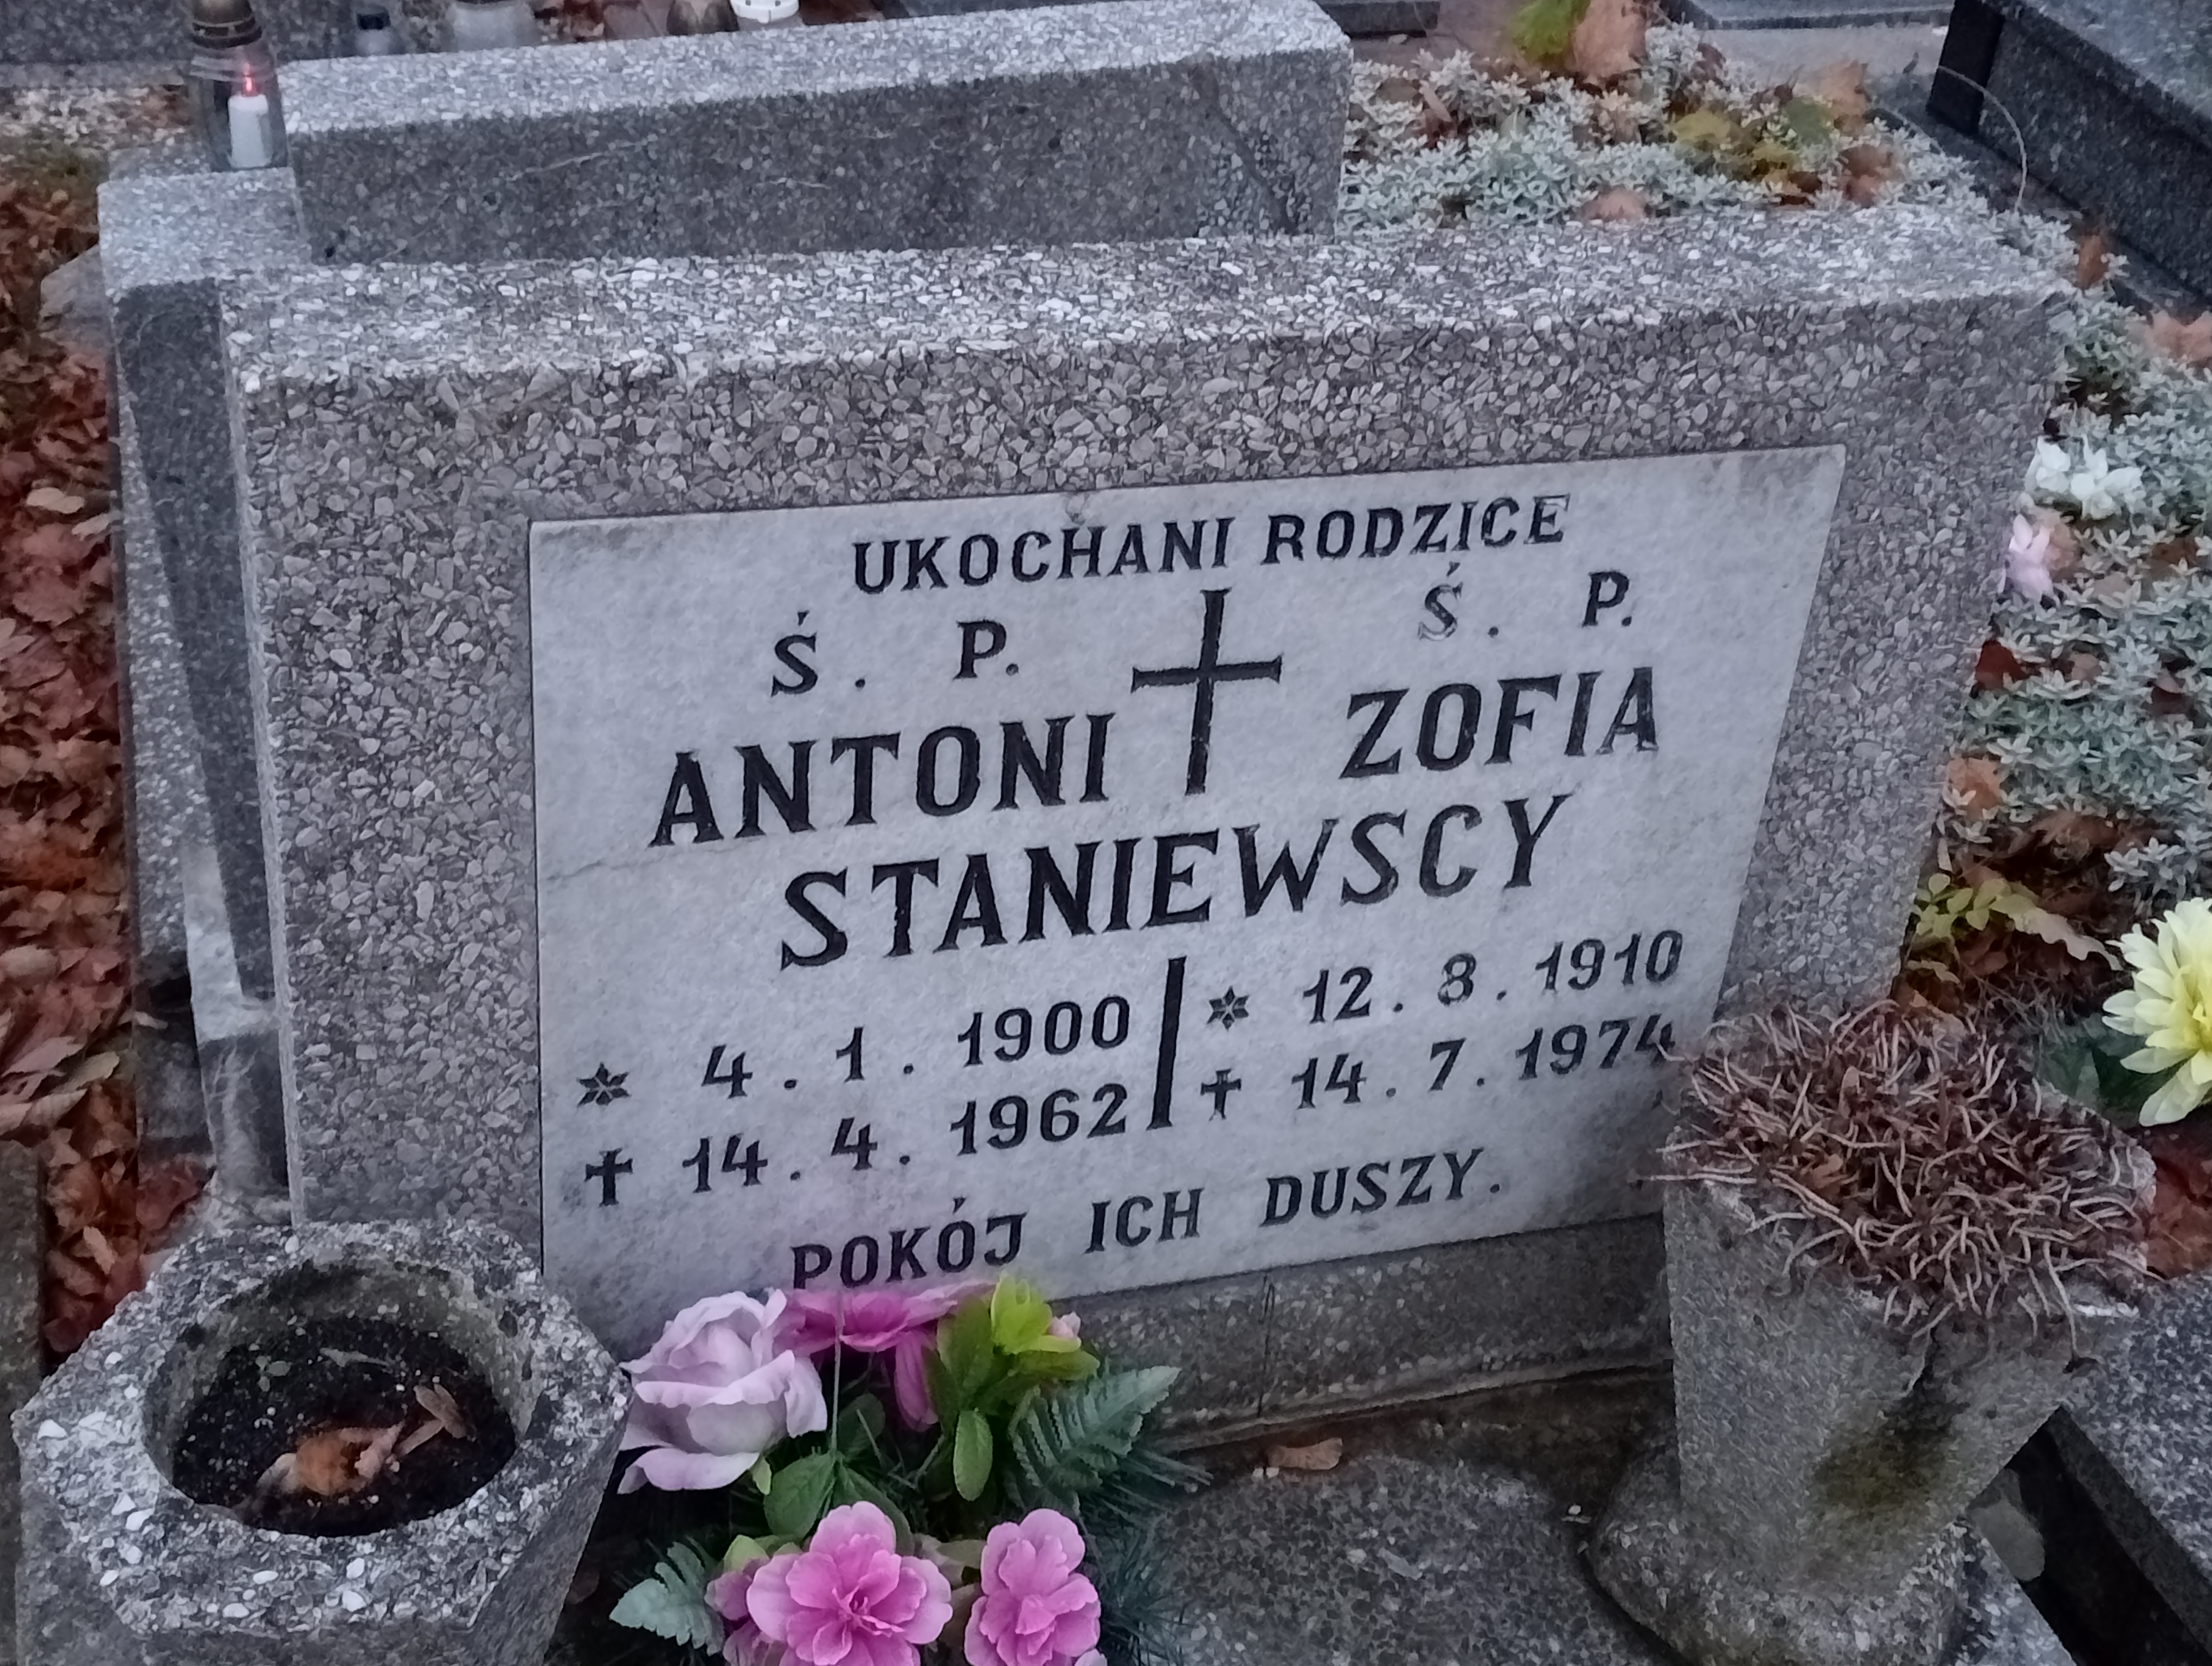 UKOCHANI RODZICE
Ś. P. Ś. P.
ANTONI ZOFIA
STANIEWSCY
4.1.1900 12.8.1910
14.4.1962 14.7.1974
POKÓJ ICH DUSZY.